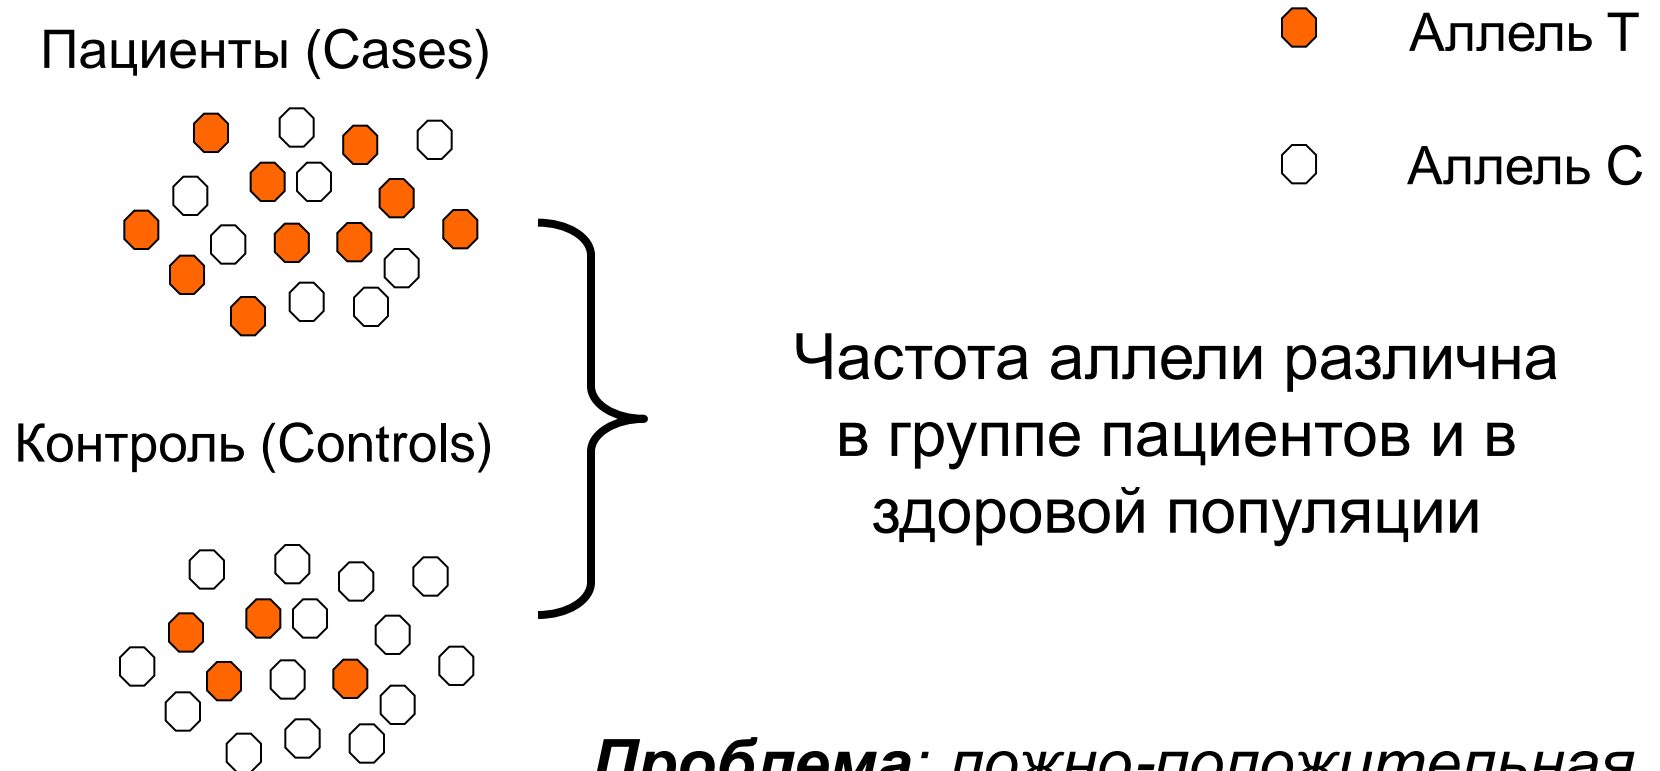 Пациенты (Cases)
Аллель Т
Аллель С
Частота аллели различна
в группе пациентов и в
здоровой популяции
Контроль (Controls)
Проблема: ложно-положительная